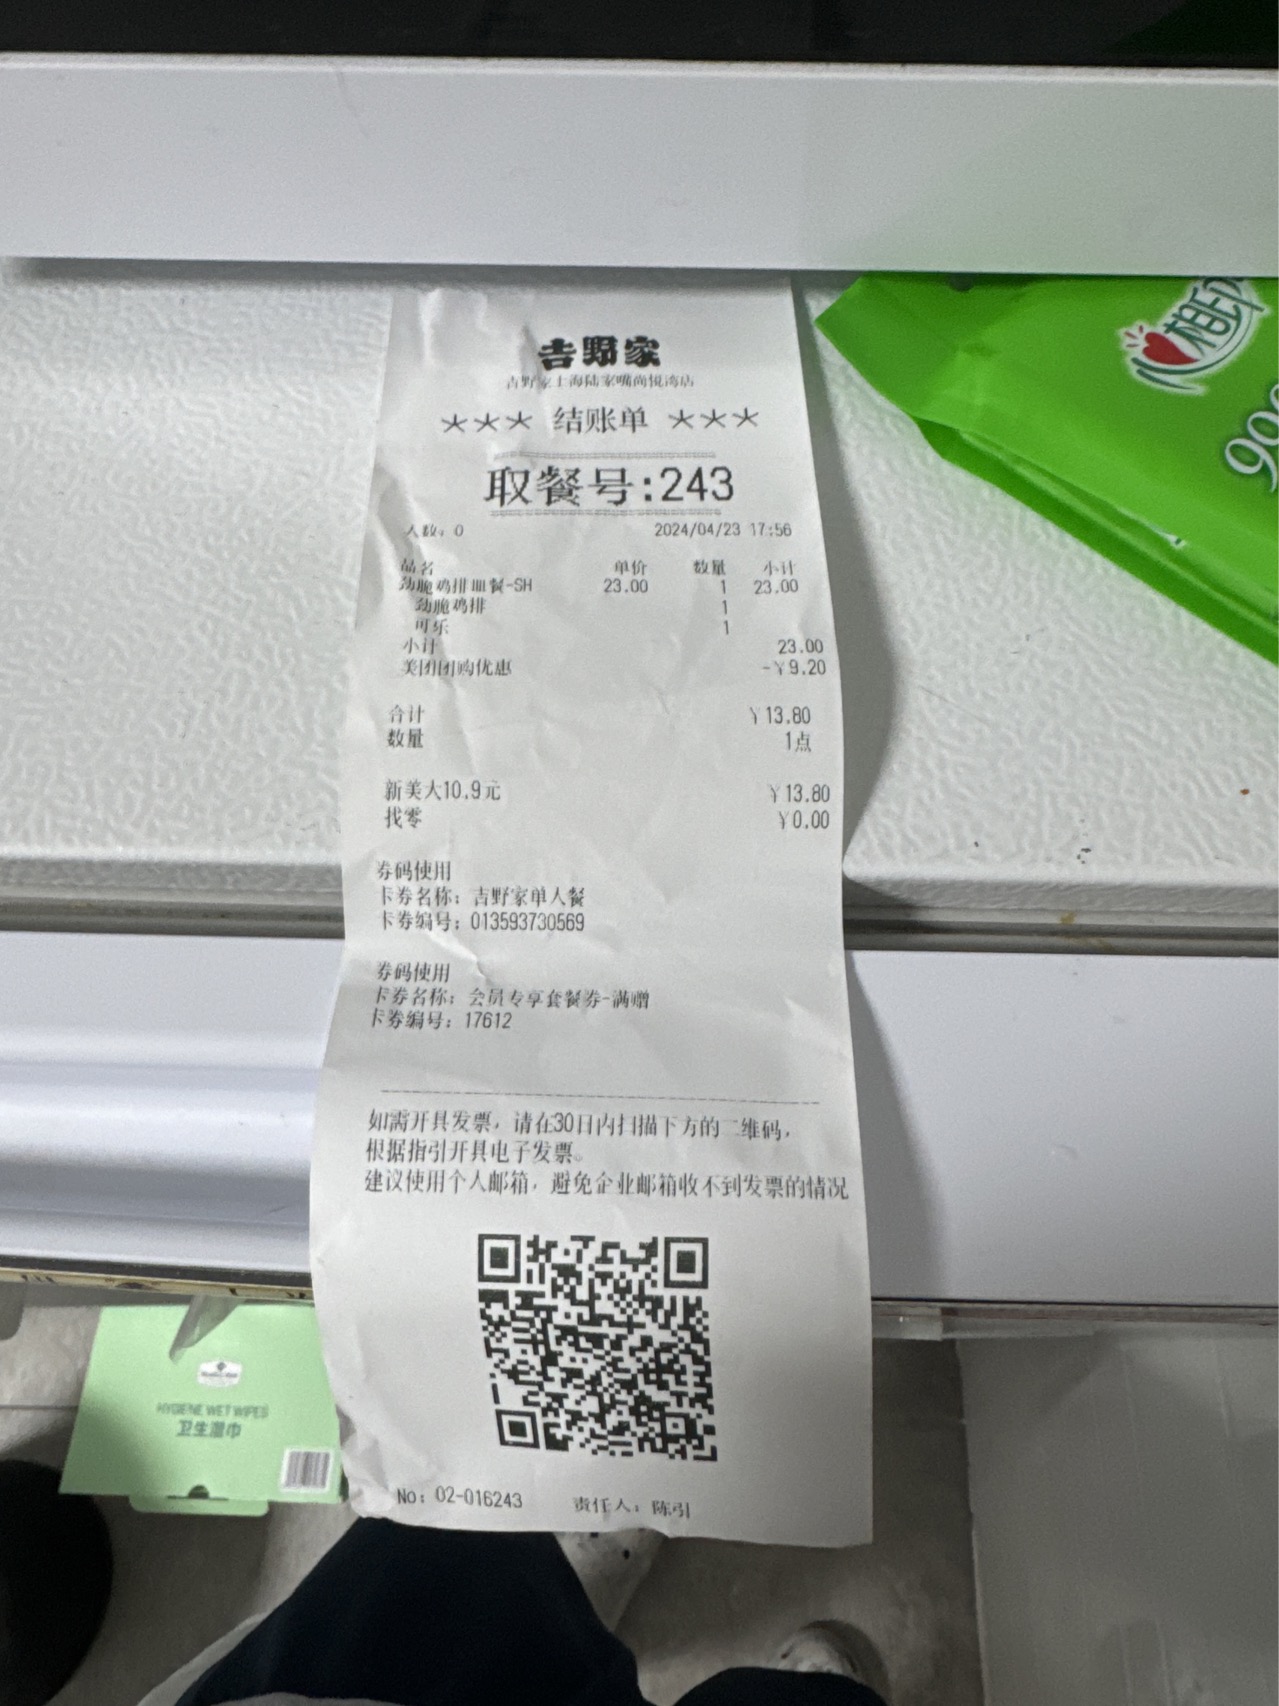 吉野家
吉野家上海陆家嘴尚悦湾店
*** 结账单 ***
取餐号:243
人数: 0 2024/04/23 17:56
品名 单价 数量 小计
劲脆鸡排皿餐-SH 23.00 1 23.00
劲脆鸡排 1
可乐 1
小计 23.00
美团团购优惠 -¥9.20
合计 ¥13.80
数量 1点
新美大10.9元 ¥13.80
找零 ¥0.00
券码使用
卡券名称: 吉野家单人餐
卡券编号: 013593730569
券码使用
卡券名称: 会员专享套餐券-满赠
卡券编号: 17612
如需开具发票，请在30日内扫描下方的二维码，
根据指引开具电子发票。
建议使用个人邮箱，避免企业邮箱收不到发票的情况
No: 02-016243 责任人: 陈引
相印
HYGIENE WET WIPES
卫生湿巾